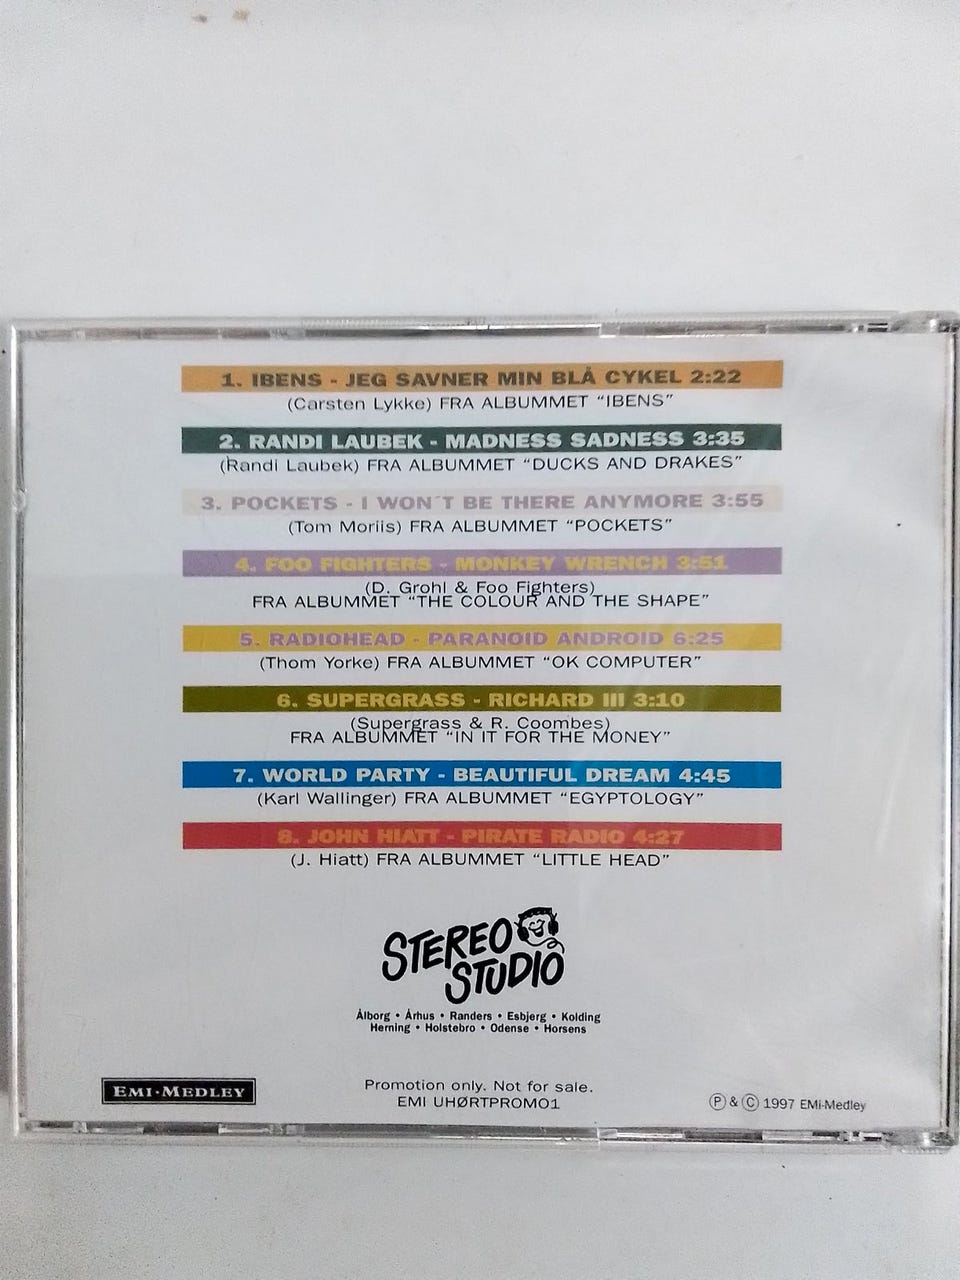 1. IBENS - JEG SAVNER MIN BLÅ CYKEL 2:22
(Carsten Lykke) FRA ALBUMMET “IBENS”
2. RANDI LAUBEK - MADNESS SADNESS 3:35
(Randi Laubek) FRA ALBUMMET “DUCKS AND DRAKES”
3. POCKETS - I WON´T BE THERE ANYMORE 3:55
(Tom Moriis) FRA ALBUMMET “POCKETS”
4. FOO FIGHTERS - MONKEY WRENCH 3:51
(D. Grohl & Foo Fighters)
FRA ALBUMMET “THE COLOUR AND THE SHAPE”
5. RADIOHEAD - PARANOID ANDROID 6:25
(Thom Yorke) FRA ALBUMMET “OK COMPUTER”
6. SUPERGRASS - RICHARD III 3:10
(Supergrass & R. Coombes)
FRA ALBUMMET “IN IT FOR THE MONEY”
7. WORLD PARTY - BEAUTIFUL DREAM 4:45
(Karl Wallinger) FRA ALBUMMET “EGYPTOLOGY”
8. JOHN HIATT - PIRATE RADIO 4:27
(J. Hiatt) FRA ALBUMMET “LITTLE HEAD”
STEREO
STUDIO
Ålborg • Århus • Randers • Esbjerg • Kolding
Herning • Holstebro • Odense • Horsens
EMI·MEDLEY
Promotion only. Not for sale.
EMI UHØRTPROMO1
℗ & © 1997 EMi-Medley